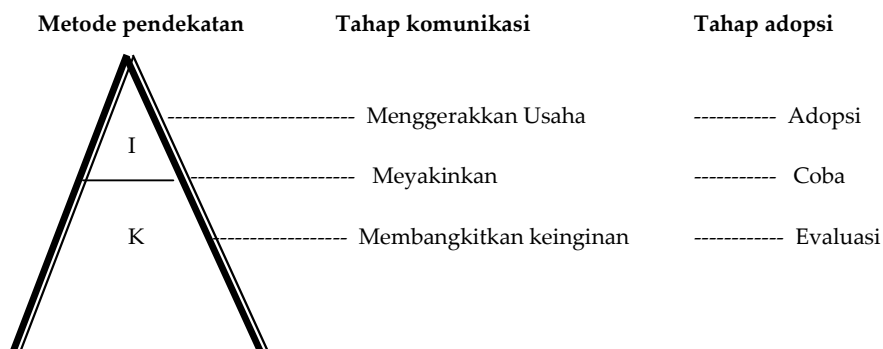 Metode pendekatan Tahap komunikasi Tahap adopsi
------------------------- Menggerakkan Usaha ----------- Adopsi
I
---------------------- Meyakinkan ----------- Coba
K ------------------ Membangkitkan keinginan ------------ Evaluasi